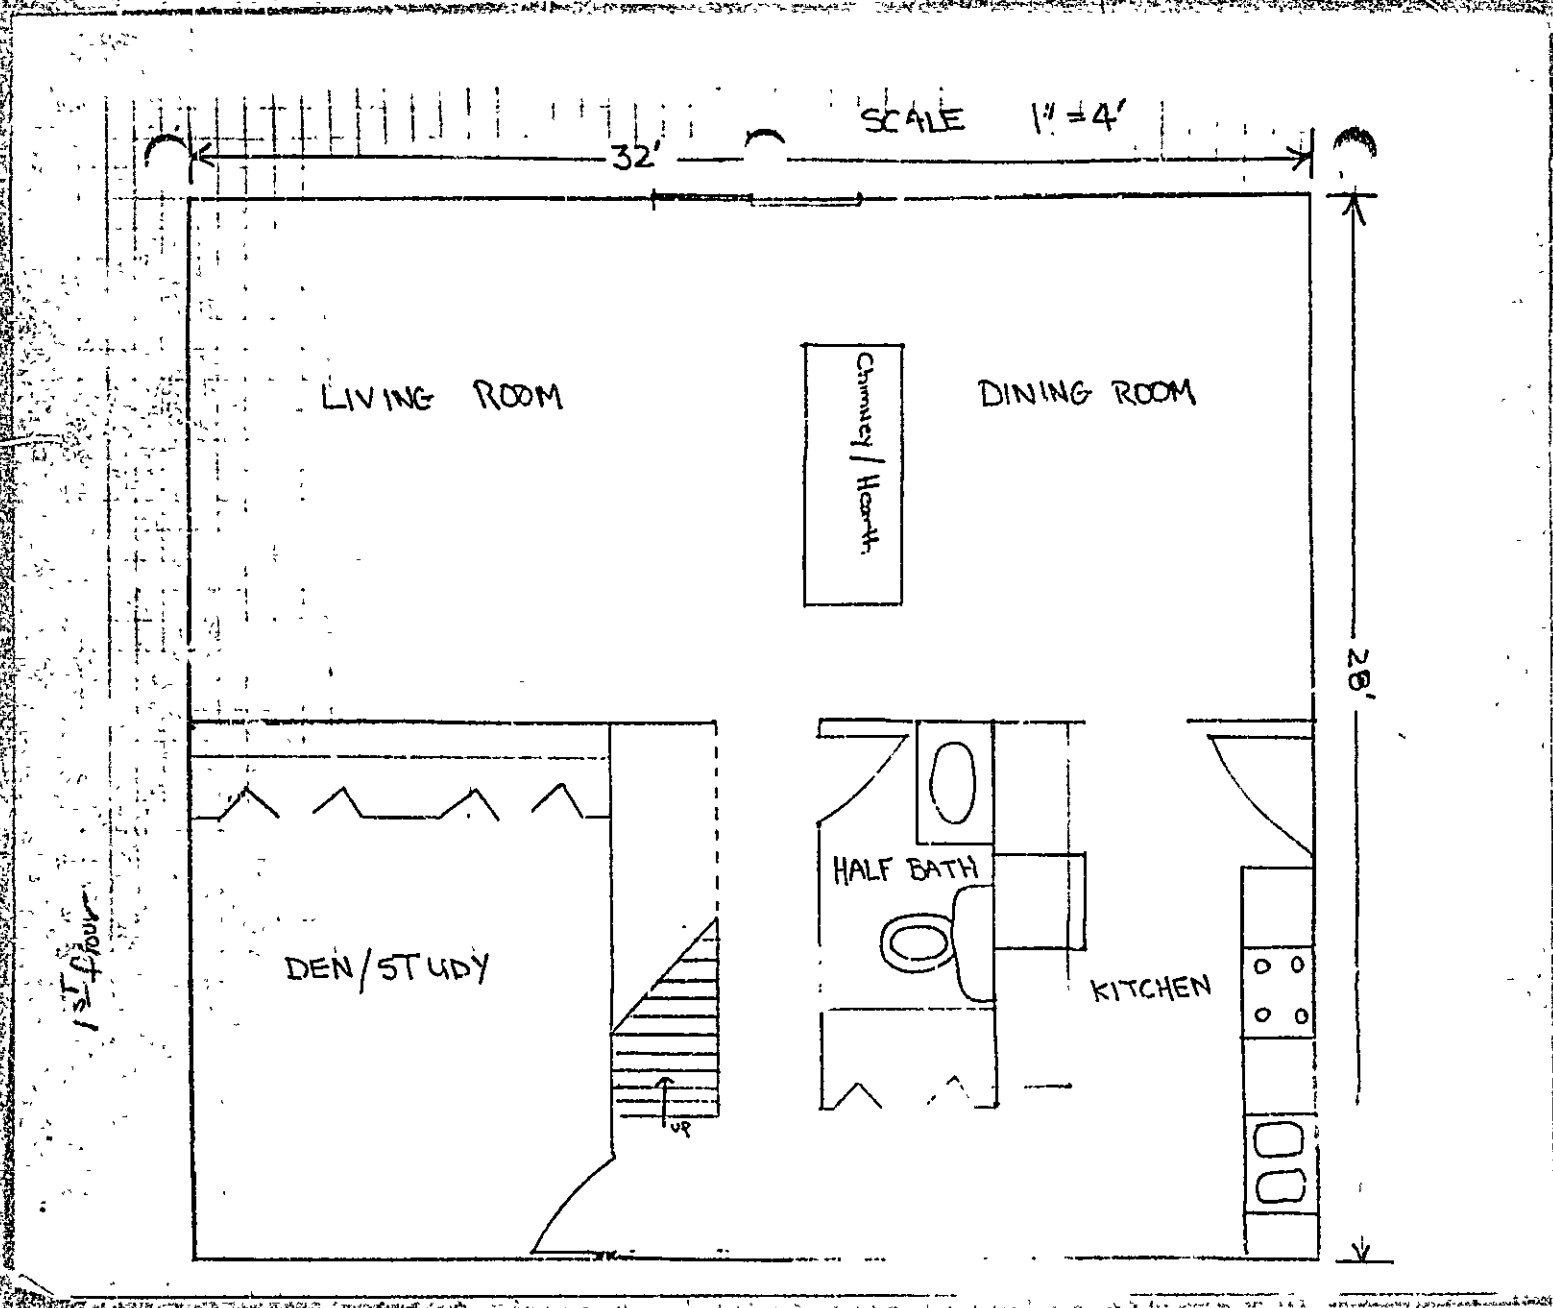 SCALE 1" = 4'
32'
LIVING ROOM
DINING ROOM
Chimney/Hearth
28'
HALF BATH
DEN/STUDY
KITCHEN
1ST floor
UP